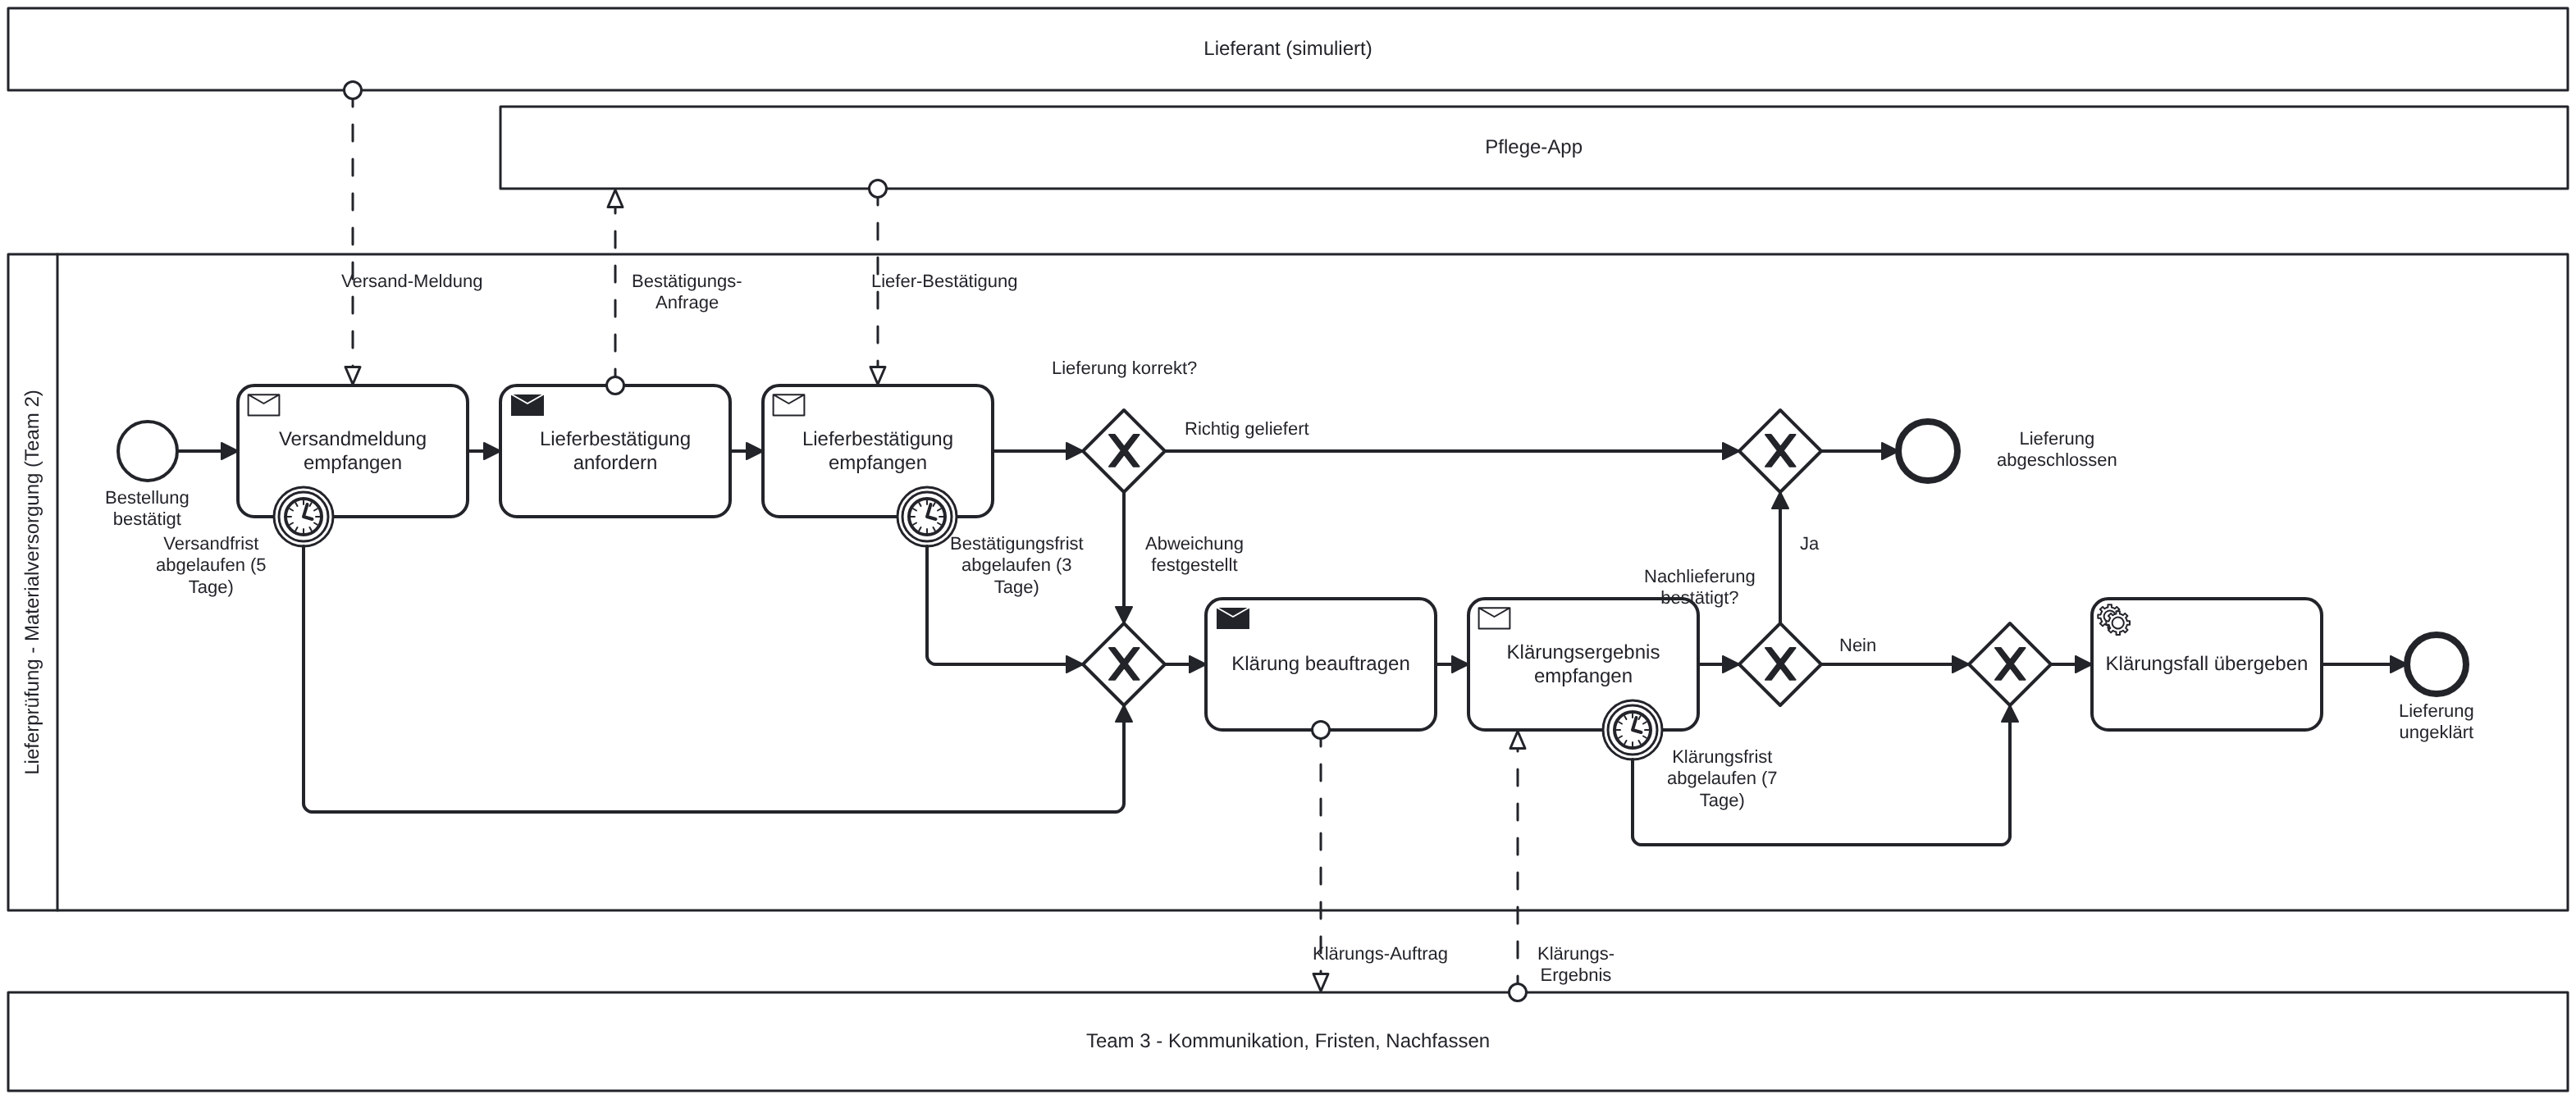 Lieferant (simuliert)
Pflege-App
Lieferprüfung - Materialversorgung (Team 2)
Versand-Meldung
Bestätigungs-
Anfrage
Liefer-Bestätigung
Lieferung korrekt?
Bestellung
bestätigt
Versandmeldung
empfangen
Versandfrist
abgelaufen (5
Tage)
Lieferbestätigung
anfordern
Lieferbestätigung
empfangen
Bestätigungsfrist
abgelaufen (3
Tage)
Richtig geliefert
Abweichung
festgestellt
Lieferung
abgeschlossen
Ja
Nachlieferung
bestätigt?
Klärung beauftragen
Klärungsergebnis
empfangen
Nein
Klärungsfall übergeben
Lieferung
ungeklärt
Klärungsfrist
abgelaufen (7
Tage)
Klärungs-Auftrag
Klärungs-
Ergebnis
Team 3 - Kommunikation, Fristen, Nachfassen